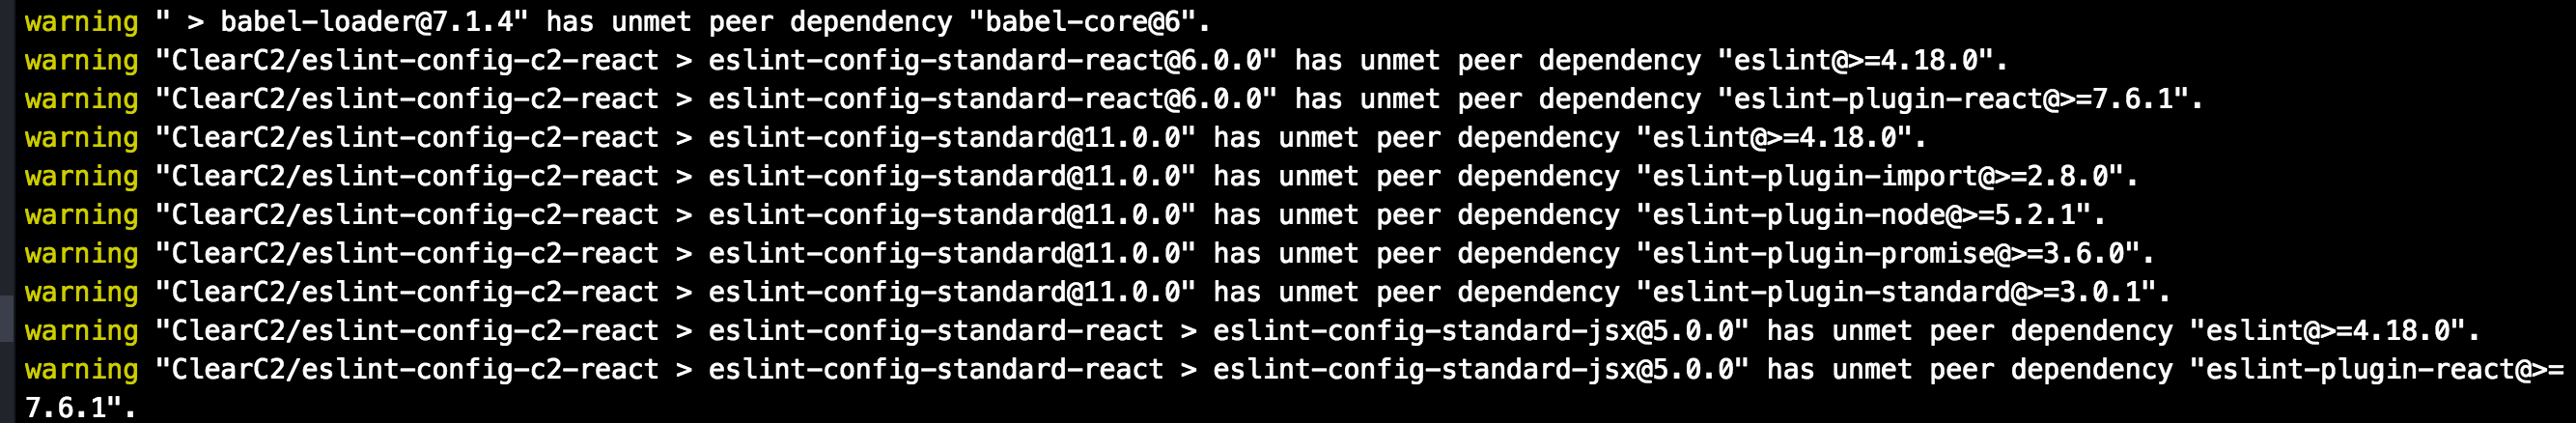 warning " > babel-loader@7.1.4" has unmet peer dependency "babel-core@6".
warning "ClearC2/eslint-config-c2-react > eslint-config-standard-react@6.0.0" has unmet peer dependency "eslint@>=4.18.0".
warning "ClearC2/eslint-config-c2-react > eslint-config-standard-react@6.0.0" has unmet peer dependency "eslint-plugin-react@>=7.6.1".
warning "ClearC2/eslint-config-c2-react > eslint-config-standard@11.0.0" has unmet peer dependency "eslint@>=4.18.0".
warning "ClearC2/eslint-config-c2-react > eslint-config-standard@11.0.0" has unmet peer dependency "eslint-plugin-import@>=2.8.0".
warning "ClearC2/eslint-config-c2-react > eslint-config-standard@11.0.0" has unmet peer dependency "eslint-plugin-node@>=5.2.1".
warning "ClearC2/eslint-config-c2-react > eslint-config-standard@11.0.0" has unmet peer dependency "eslint-plugin-promise@>=3.6.0".
warning "ClearC2/eslint-config-c2-react > eslint-config-standard@11.0.0" has unmet peer dependency "eslint-plugin-standard@>=3.0.1".
warning "ClearC2/eslint-config-c2-react > eslint-config-standard-react > eslint-config-standard-jsx@5.0.0" has unmet peer dependency "eslint@>=4.18.0".
warning "ClearC2/eslint-config-c2-react > eslint-config-standard-react > eslint-config-standard-jsx@5.0.0" has unmet peer dependency "eslint-plugin-react@>=
7.6.1".